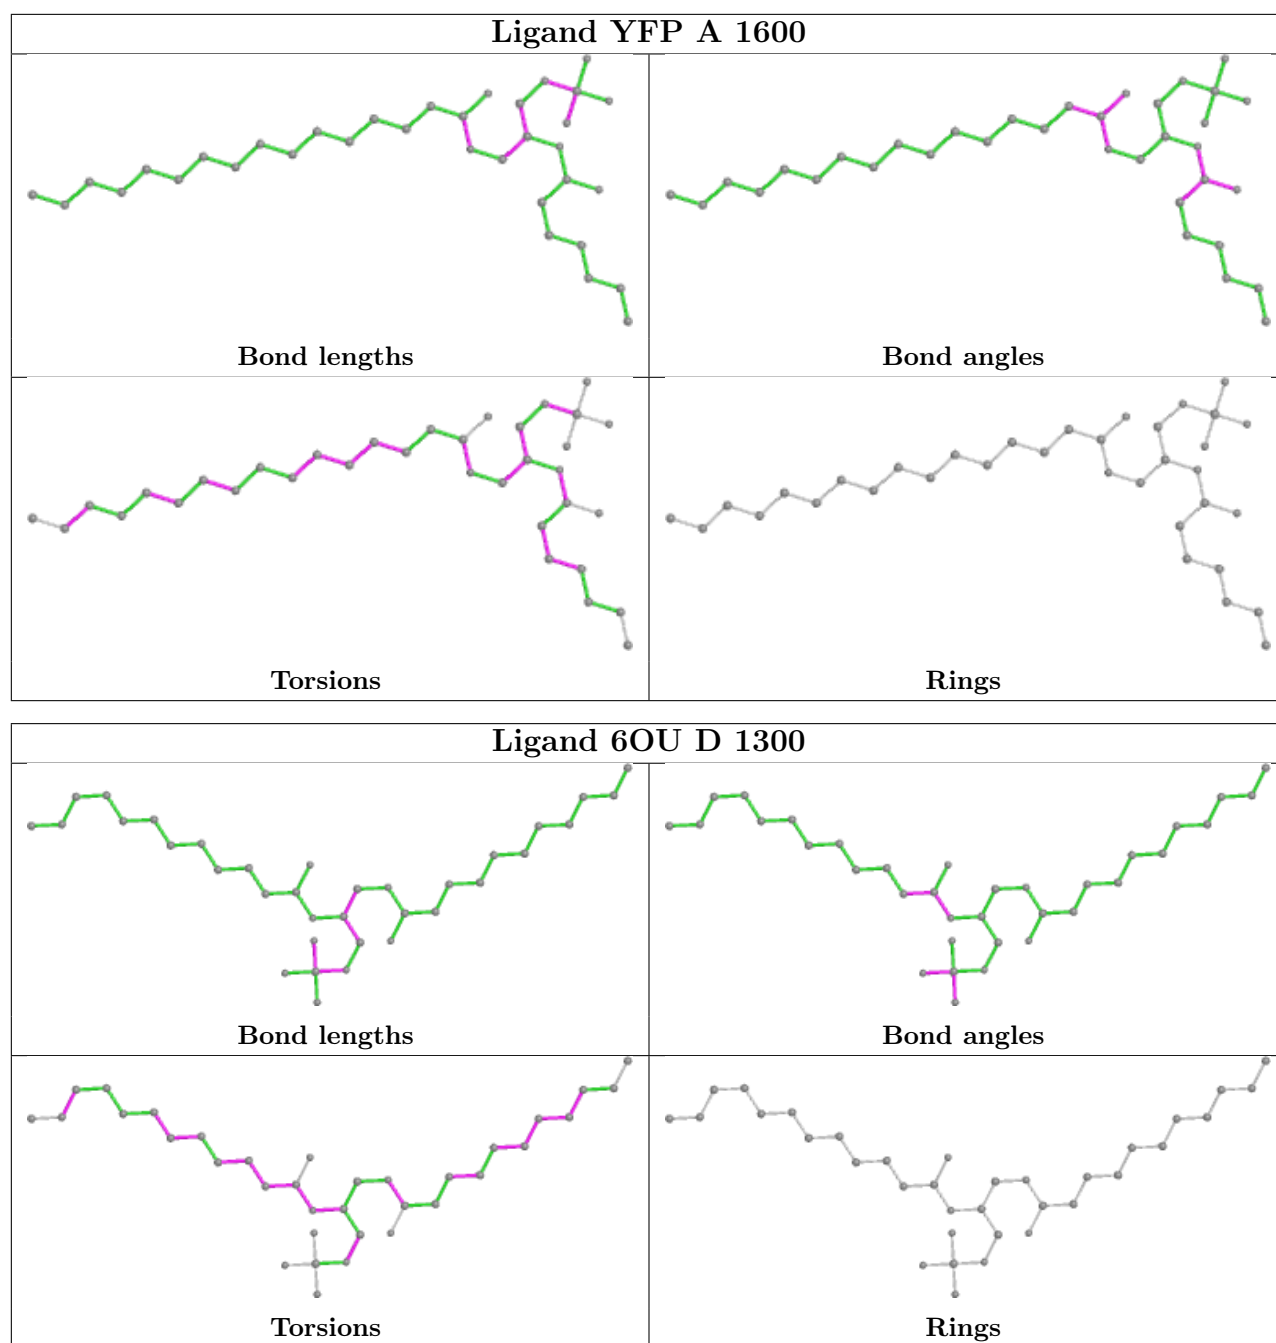 Ligand YFP A 1600
Bond lengths
Bond angles
Torsions
Rings
Ligand 6OU D 1300
Bond lengths
Bond angles
Torsions
Rings